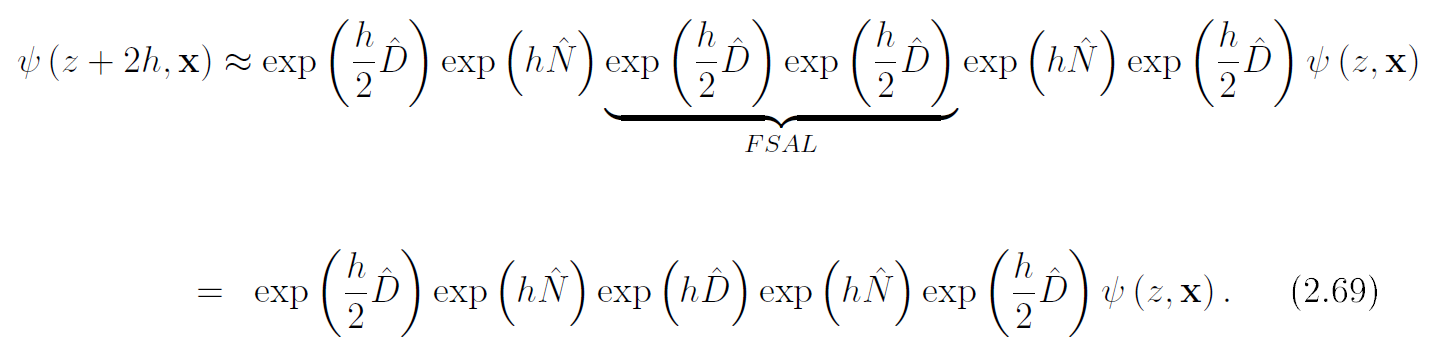 ψ (z + 2h, x) ≈ exp (h/2 D̂) exp (hN̂) exp (h/2 D̂) exp (h/2 D̂) exp (hN̂) exp (h/2 D̂) ψ (z, x)
FSAL
= exp (h/2 D̂) exp (hN̂) exp (hD̂) exp (hN̂) exp (h/2 D̂) ψ (z, x) . (2.69)